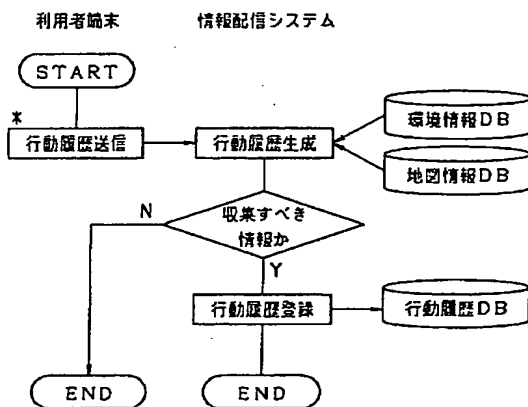 利用者端末 情報配信システム
START
*
行動履歴送信 行動履歴生成 環境情報DB
地図情報DB
N 収集すべき
情報か
Y
行動履歴登録 行動履歴DB
END END